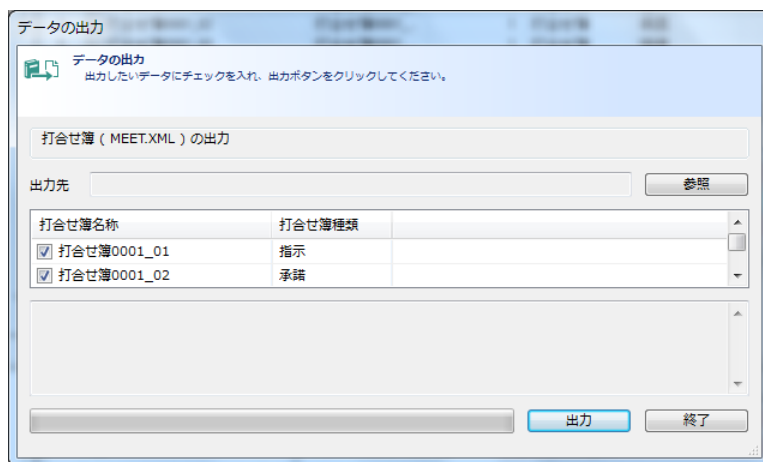 データの出力
データの出力
出力したいデータにチェックを入れ、出力ボタンをクリックしてください。
打合せ簿 ( MEET.XML ) の出力
出力先 参照
打合せ簿名称 打合せ簿種類
打合せ簿0001_01 指示
打合せ簿0001_02 承諾
出力 終了